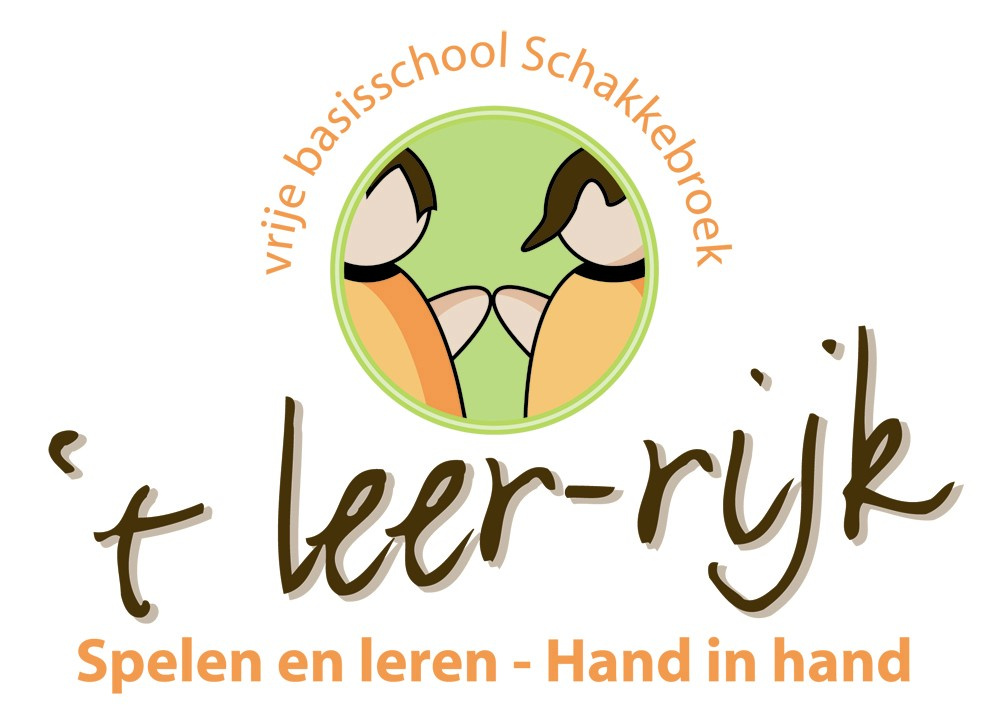 vrije basisschool Schakkebroek
‘t leer-rijk
Spelen en leren - Hand in hand